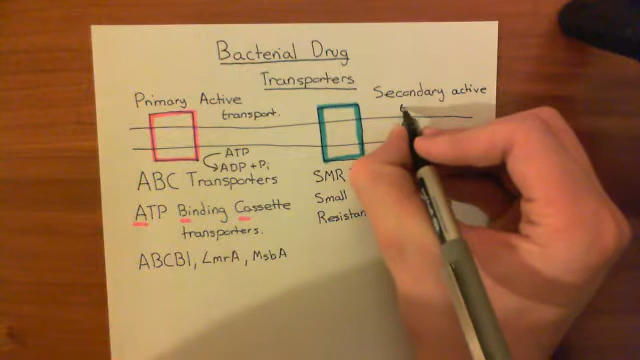 Bacterial Drug
Transporters
Primary Active
transport.
ATP
ADP + Pi
ABC Transporters
ATP Binding Cassette
transporters.
ABCB1, LmrA, MsbA
Secondary active
SMR
Small